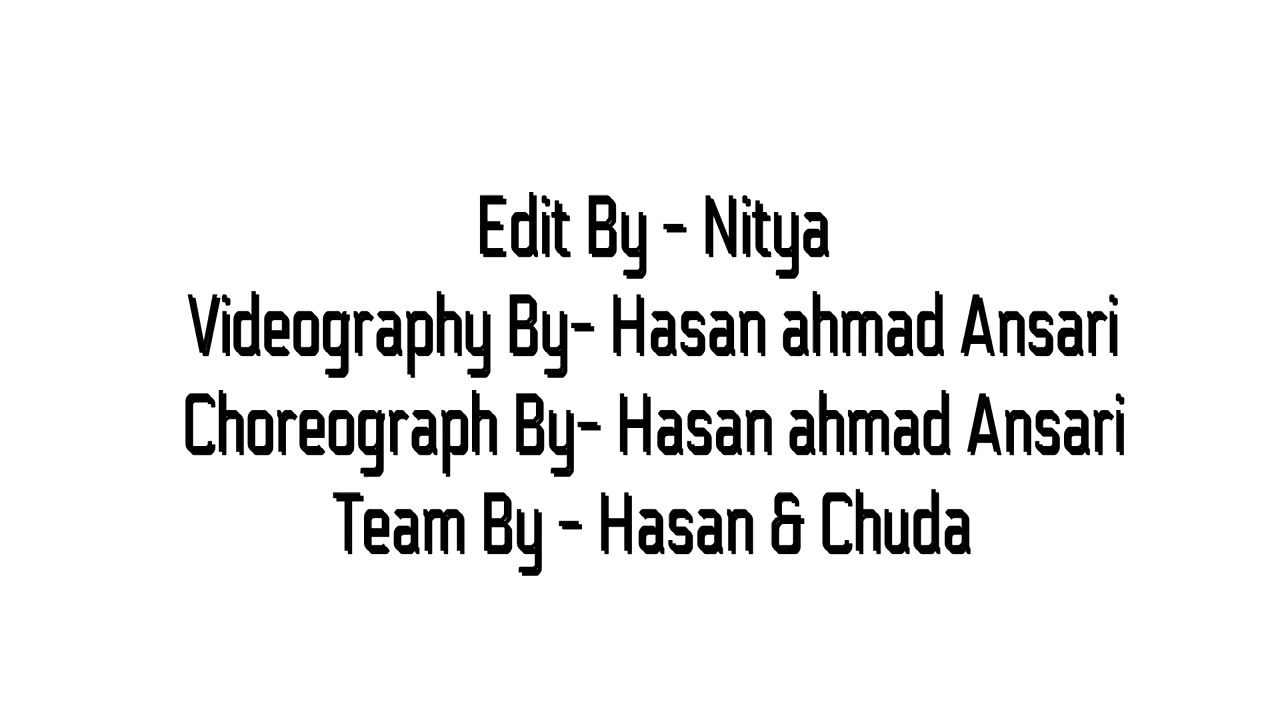 Edit By - Nitya
Videography By- Hasan ahmad Ansari
Choreograph By- Hasan ahmad Ansari
Team By - Hasan & Chuda